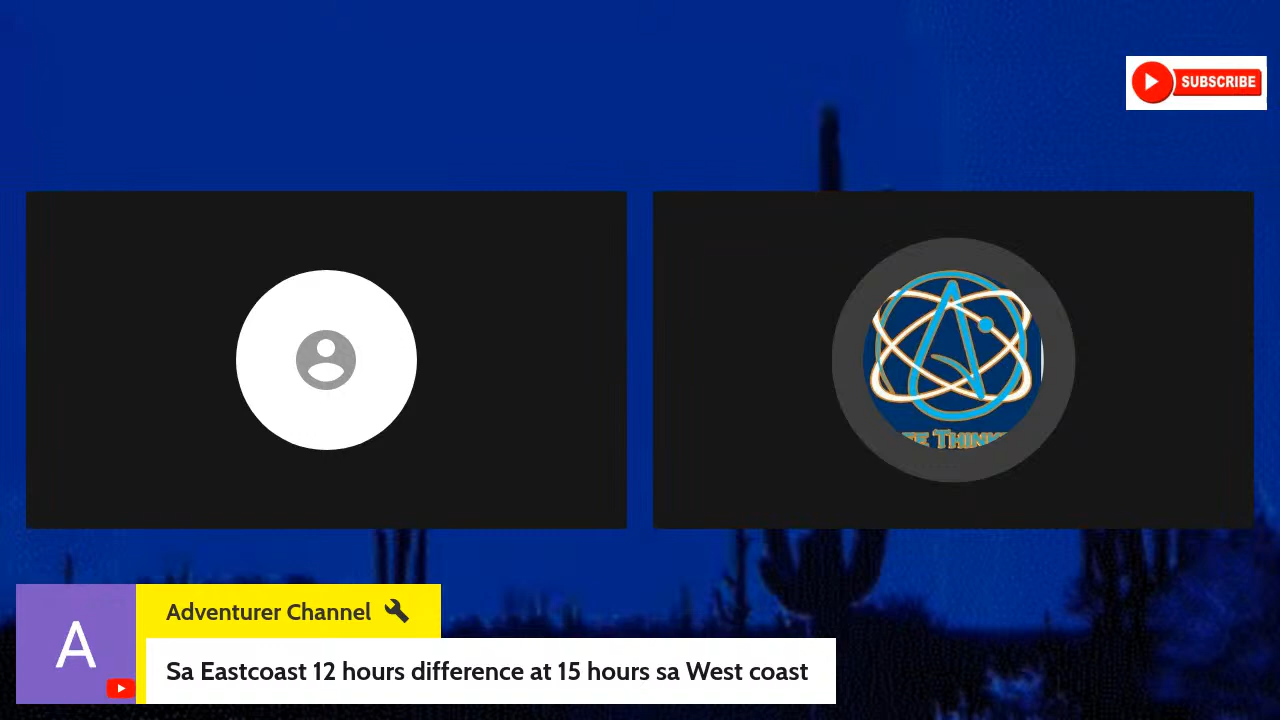 SUBSCRIBE
Adventurer Channel
A
Sa Eastcoast 12 hours difference at 15 hours sa West coast